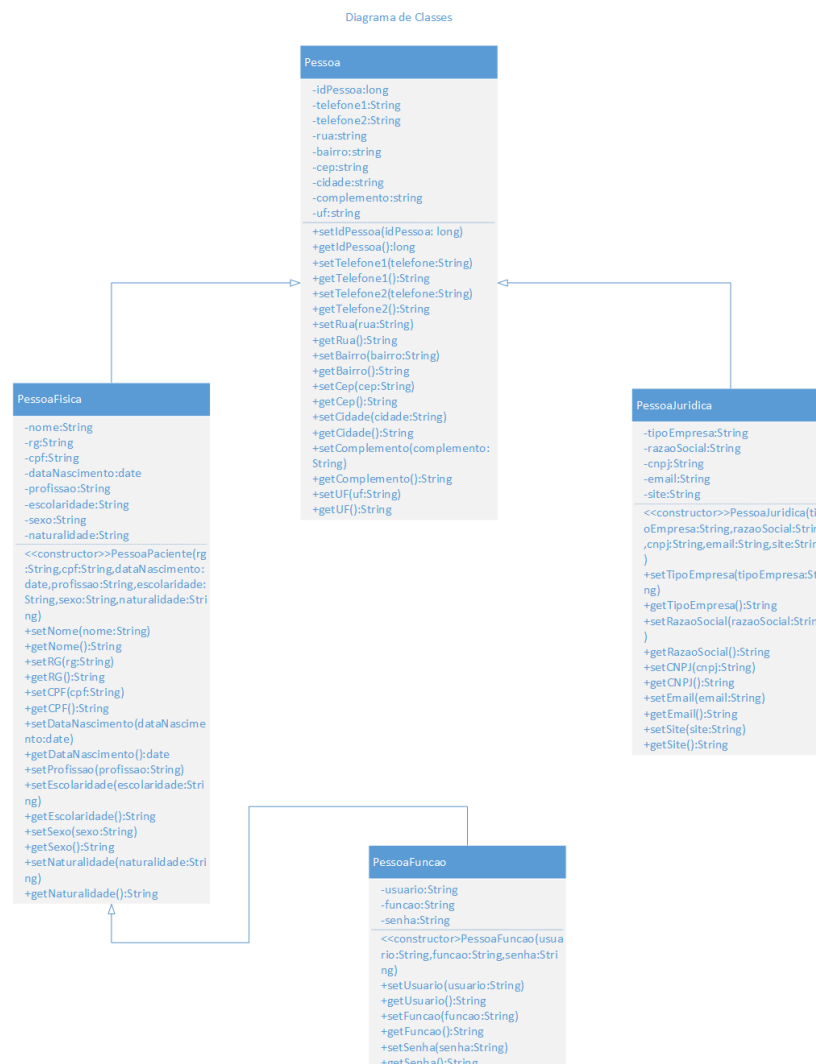 Diagrama de Classes
Pessoa
-idPessoa:long
-telefone1:String
-telefone2:String
-rua:string
-bairro:string
-cep:string
-cidade:string
-complemento:string
-uf:string
+setIdPessoa(idPessoa: long)
+getIdPessoa():long
+setTelefone1(telefone:String)
+getTelefone1():String
+setTelefone2(telefone:String)
+getTelefone2():String
+setRua(rua:String)
+getRua():String
+setBairro(bairro:String)
+getBairro():String
+setCep(cep:String)
+getCep():String
+setCidade(cidade:String)
+getCidade():String
+setComplemento(complemento:
String)
+getComplemento():String
+setUF(uf:String)
+getUF():String
PessoaFisica
-nome:String
-rg:String
-cpf:String
-dataNascimento:date
-profissao:String
-escolaridade:String
-sexo:String
-naturalidade:String
<<constructor>>PessoaPaciente(rg
:String,cpf:String,dataNascimento:
date,profissao:String,escolaridade:
String,sexo:String,naturalidade:Stri
ng)
+setNome(nome:String)
+getNome():String
+setRG(rg:String)
+getRG():String
+setCPF(cpf:String)
+getCPF():String
+setDataNascimento(dataNascime
nto:date)
+getDataNascimento():date
+setProfissao(profissao:String)
+setEscolaridade(escolaridade:Stri
ng)
+getEscolaridade():String
+setSexo(sexo:String)
+getSexo():String
+setNaturalidade(naturalidade:Stri
ng)
+getNaturalidade():String
PessoaJuridica
-tipoEmpresa:String
-razaoSocial:String
-cnpj:String
-email:String
-site:String
<<constructor>>PessoaJuridica(ti
oEmpresa:String,razaoSocial:Strin
,cnpj:String,email:String,site:Strin
)
+setTipoEmpresa(tipoEmpresa:St
ng)
+getTipoEmpresa():String
+setRazaoSocial(razaoSocial:Strin
)
+getRazaoSocial():String
+setCNPJ(cnpj:String)
+getCNPJ():String
+setEmail(email:String)
+getEmail():String
+setSite(site:String)
+getSite():String
PessoaFuncao
-usuario:String
-funcao:String
-senha:String
<<constructor>PessoaFuncao(usua
rio:String,funcao:String,senha:Stri
ng)
+setUsuario(usuario:String)
+getUsuario():String
+setFuncao(funcao:String)
+getFuncao():String
+setSenha(senha:String)
+getSenha():String